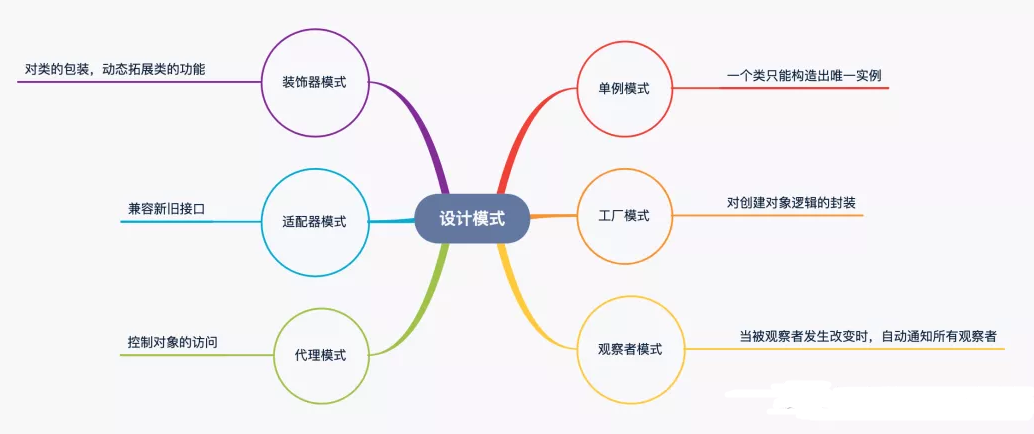 设计模式
装饰器模式
对类的包装，动态拓展类的功能
适配器模式
兼容新旧接口
代理模式
控制对象的访问
单例模式
一个类只能构造出唯一实例
工厂模式
对创建对象逻辑的封装
观察者模式
当被观察者发生改变时，自动通知所有观察者